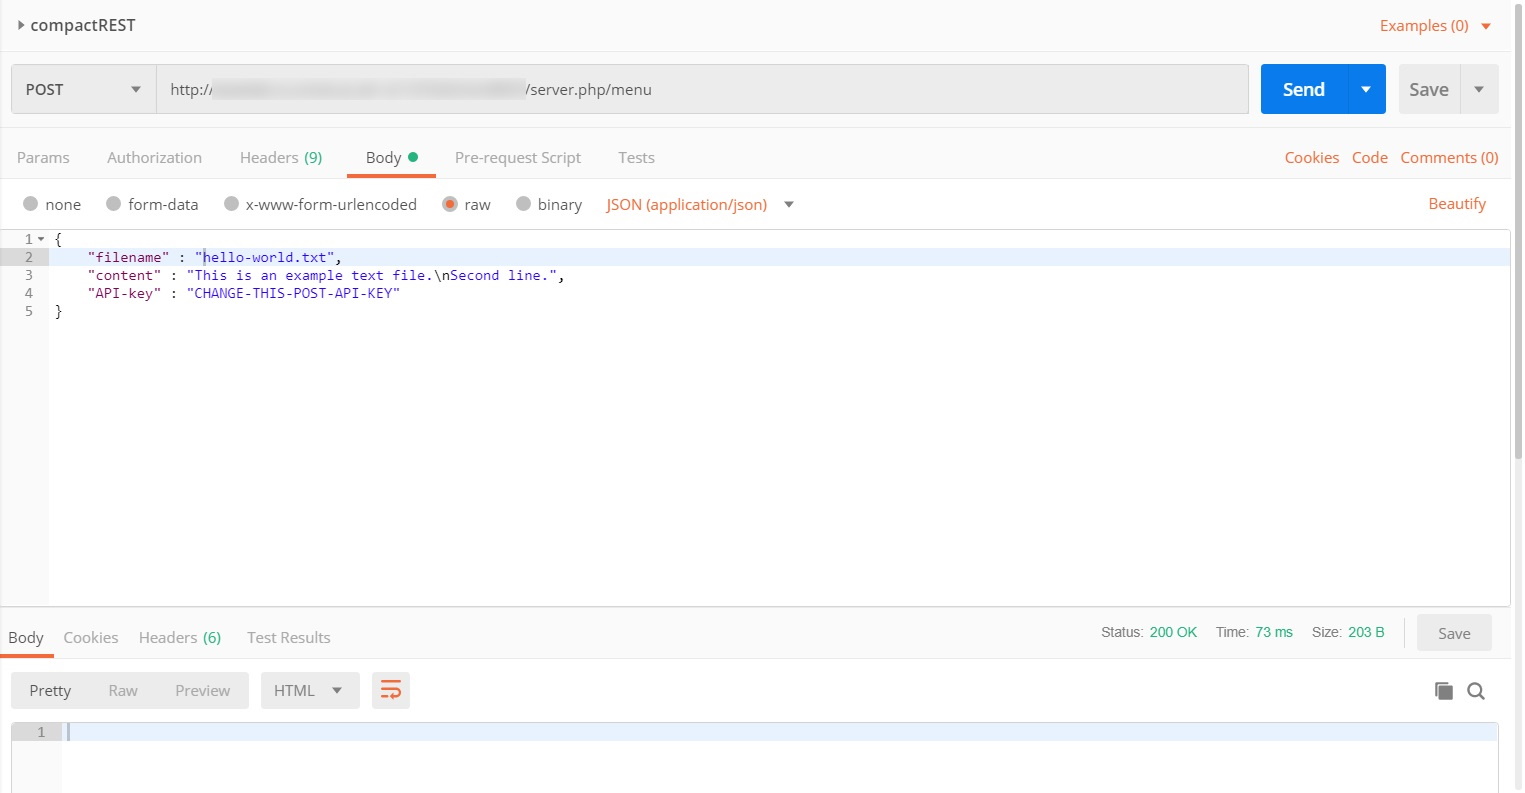 compactREST
Examples (0)
POST
http:// /server.php/menu
Send
Save
Params Authorization Headers (9) Body Pre-request Script Tests
Cookies Code Comments (0)
none form-data x-www-form-urlencoded raw binary JSON (application/json)
Beautify
1 {
2 "filename" : "hello-world.txt",
3 "content" : "This is an example text file.\nSecond line.",
4 "API-key" : "CHANGE-THIS-POST-API-KEY"
5 }
Body Cookies Headers (6) Test Results
Status: 200 OK Time: 73 ms Size: 203 B
Save
Pretty Raw Preview
HTML
1